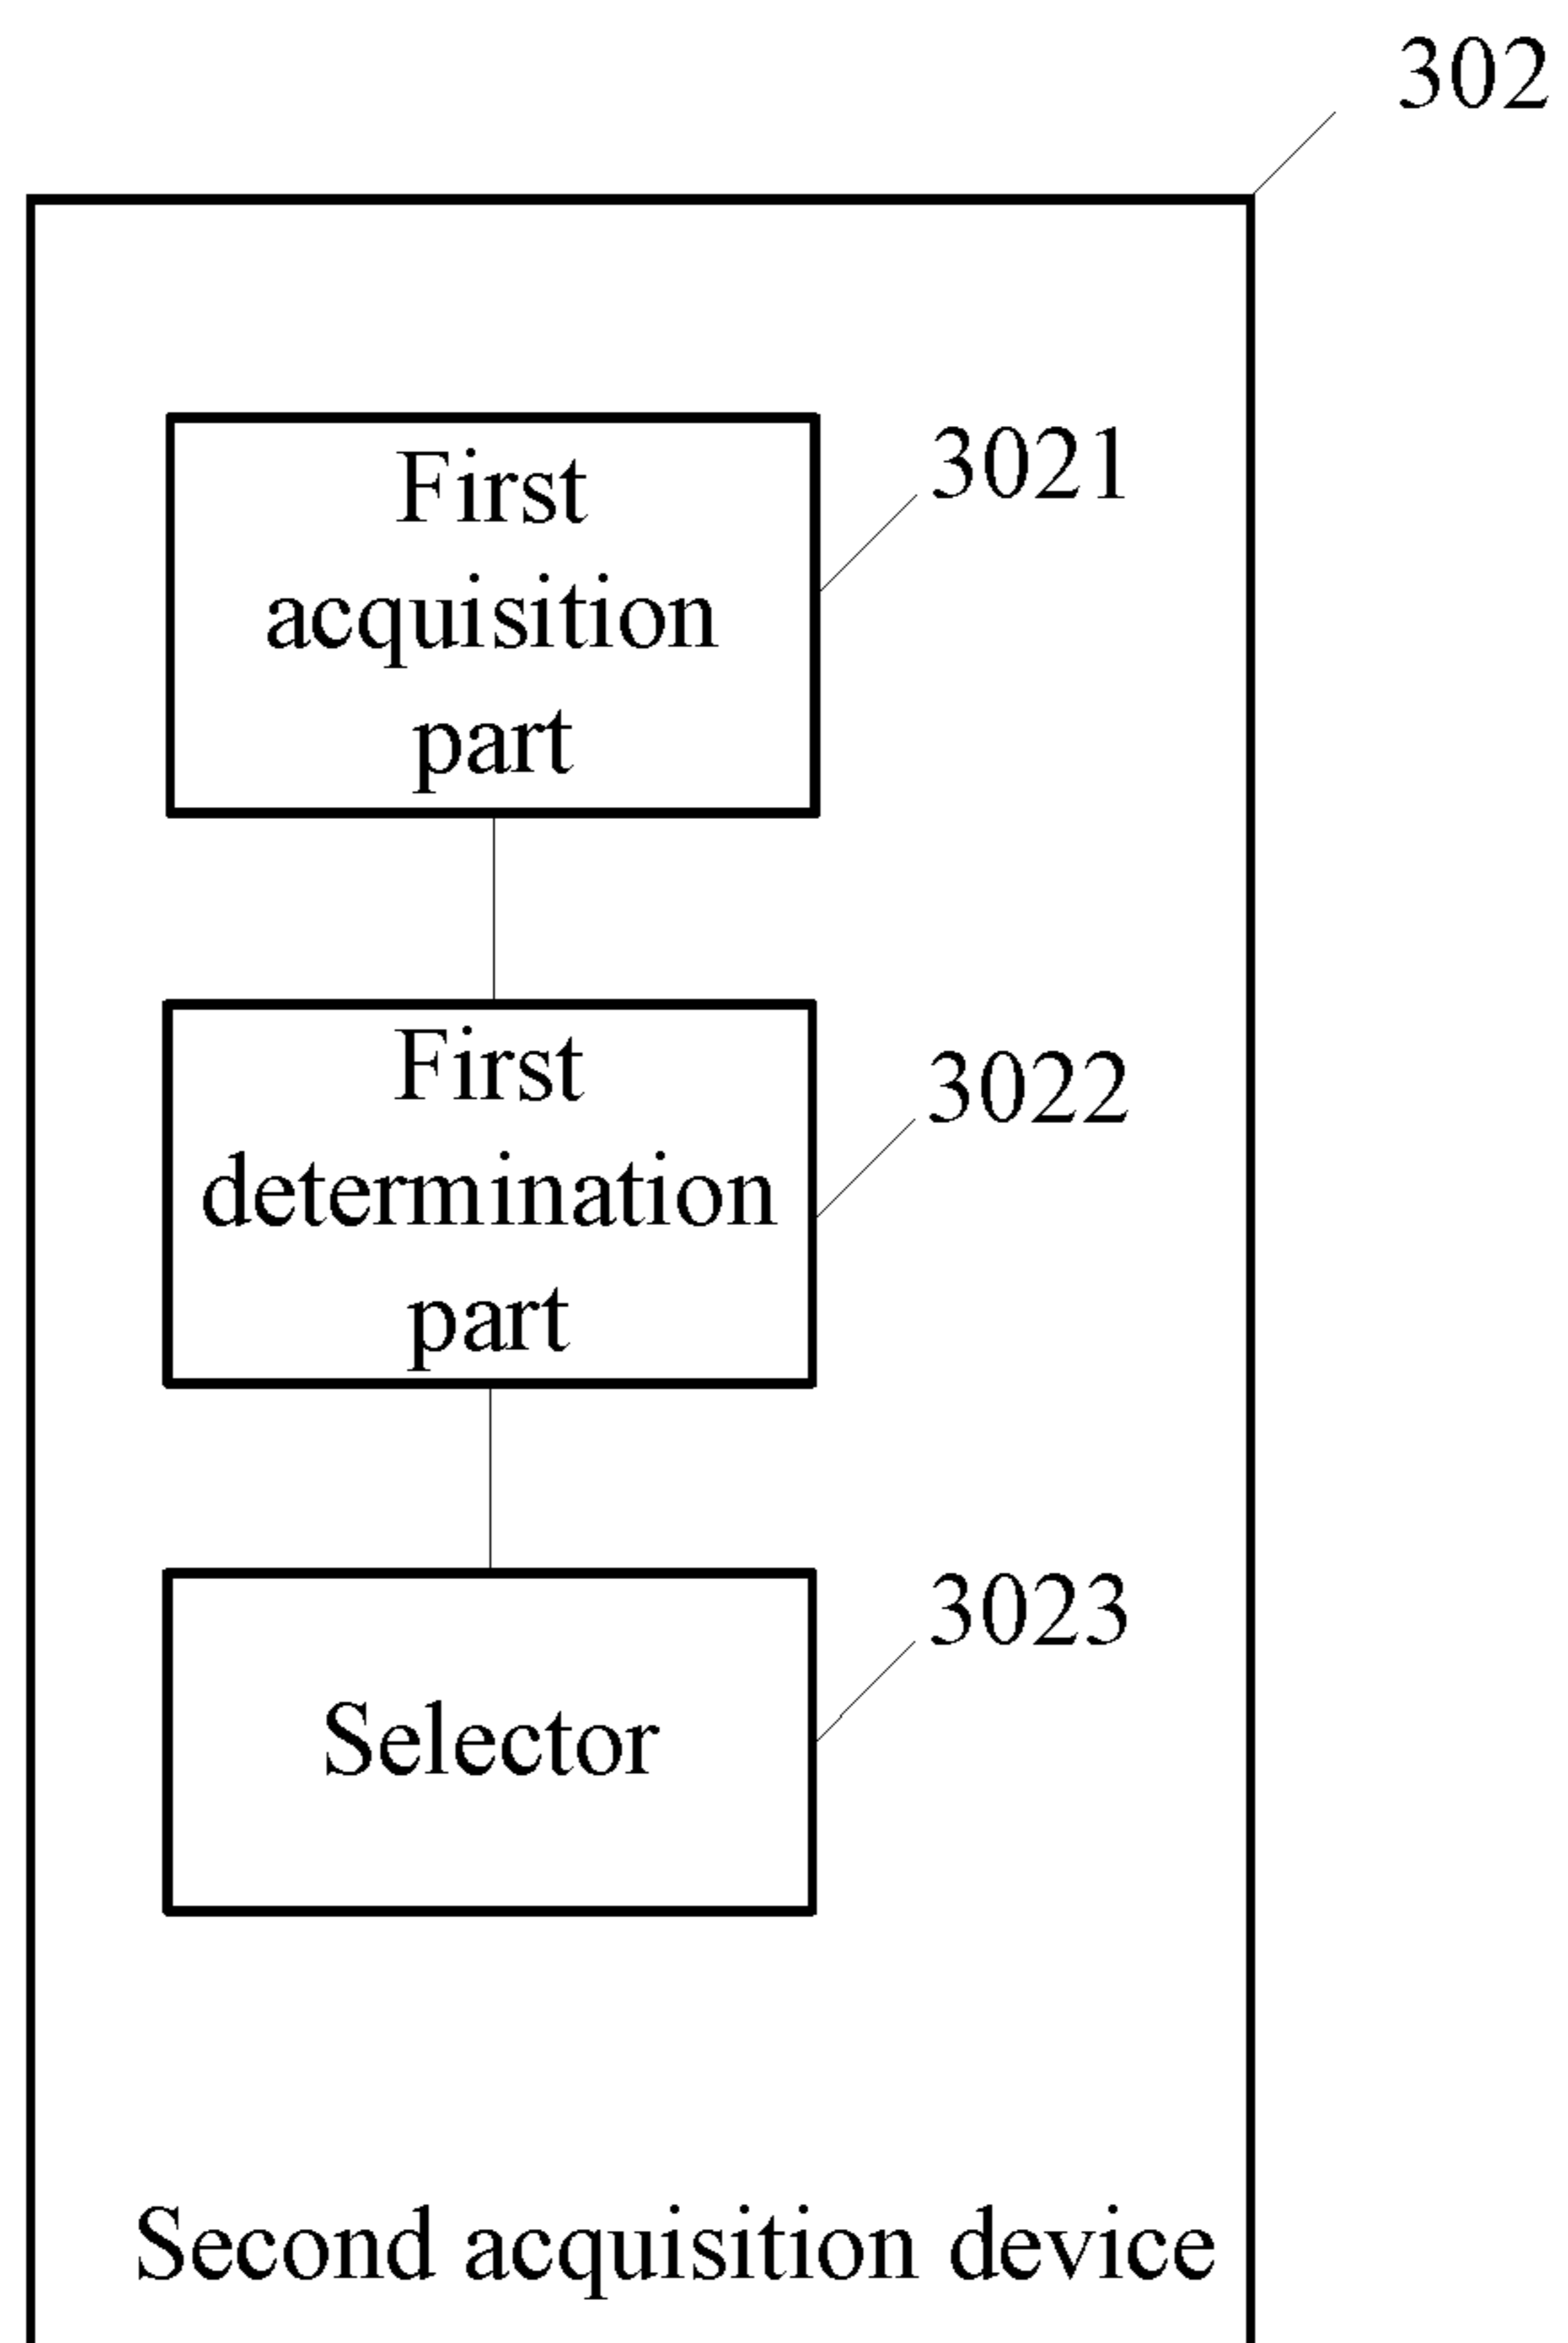 302
First
acquisition
part
3021
First
determination
part
3022
Selector
3023
Second acquisition device